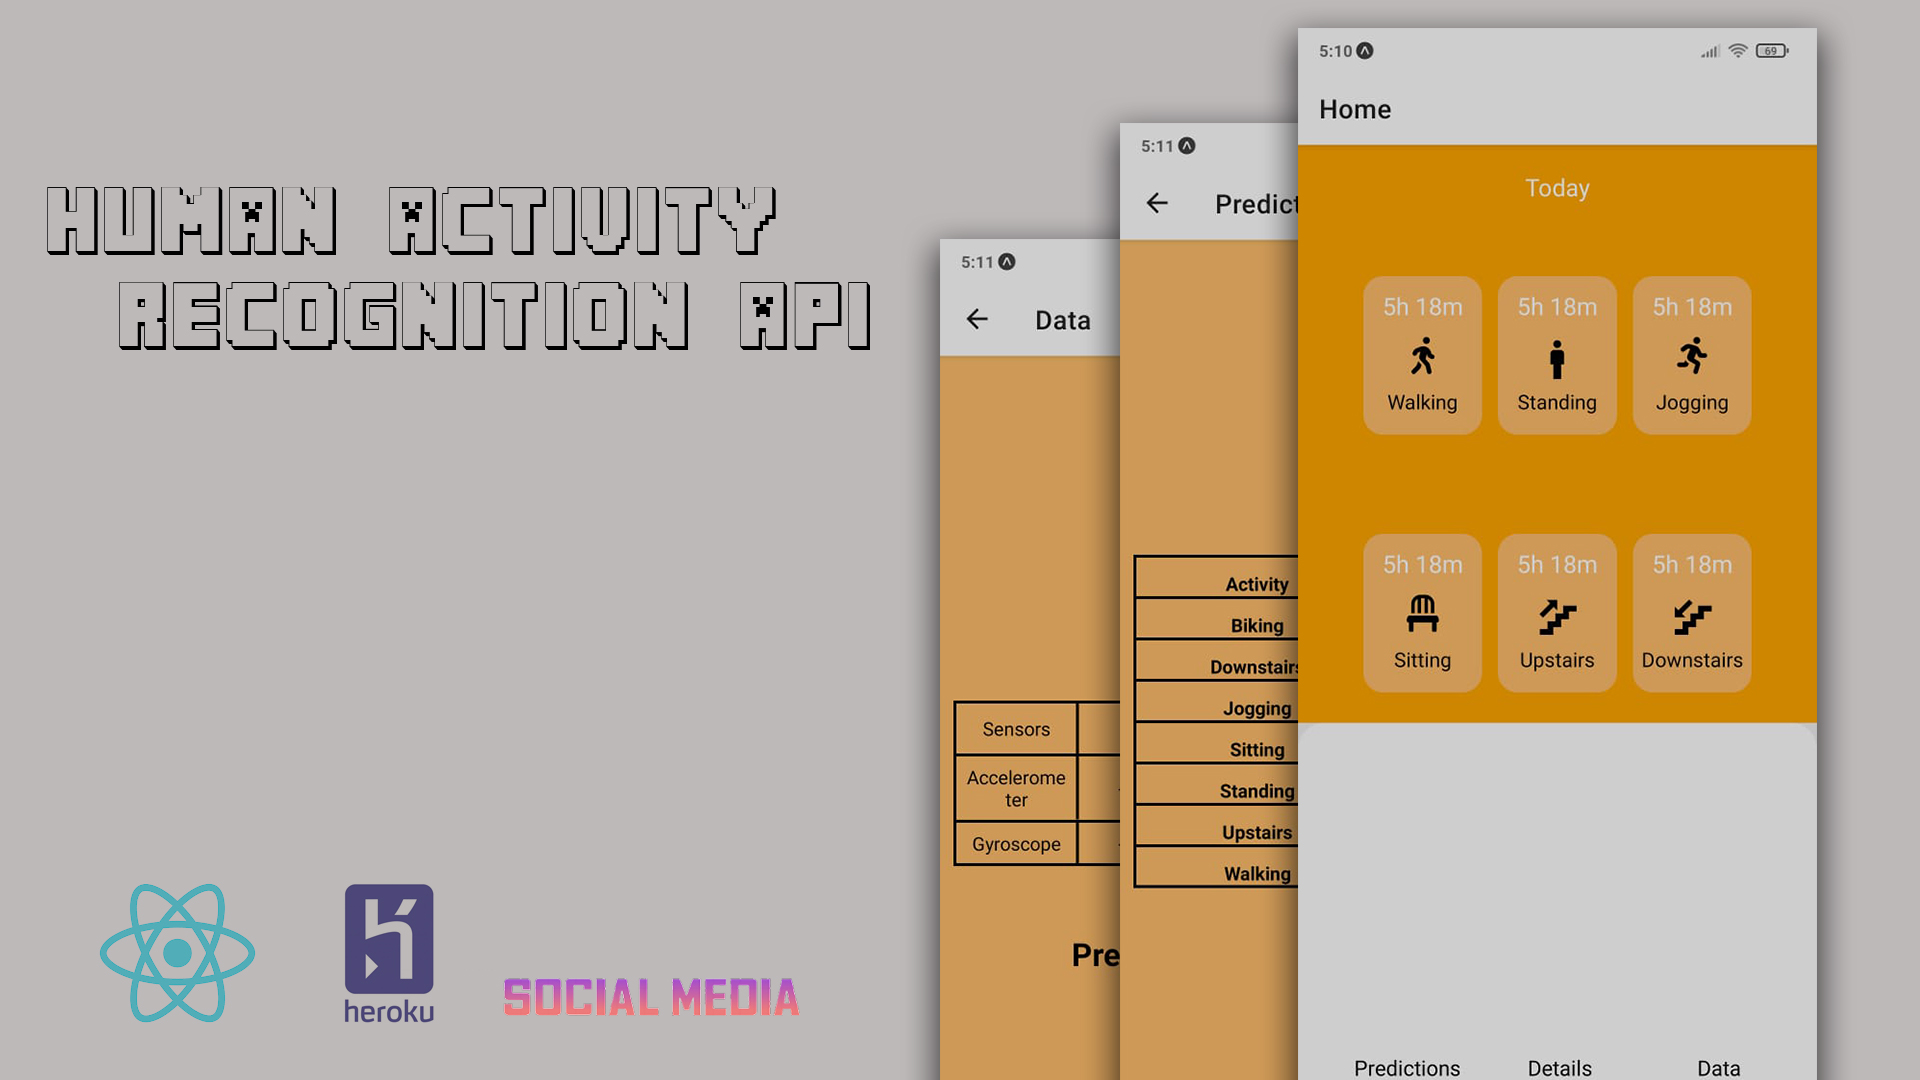 HUMAN ACTIVITY
RECOGNITION API
heroku
SOCIAL MEDIA
5:11
Data
Sensors
Accelerome
ter
Gyroscope
Pre
5:11
Predict
Activity
Biking
Downstairs
Jogging
Sitting
Standing
Upstairs
Walking
5:10
69
Home
Today
5h 18m 5h 18m 5h 18m
Walking Standing Jogging
5h 18m 5h 18m 5h 18m
Sitting Upstairs Downstairs
Predictions Details Data